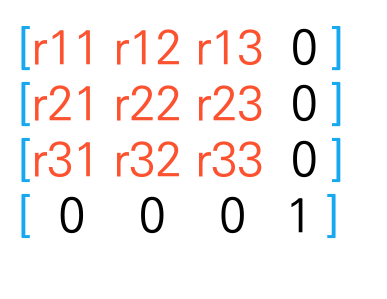 [r11 r12 r13 0 ]
[r21 r22 r23 0 ]
[r31 r32 r33 0 ]
[ 0 0 0 1 ]